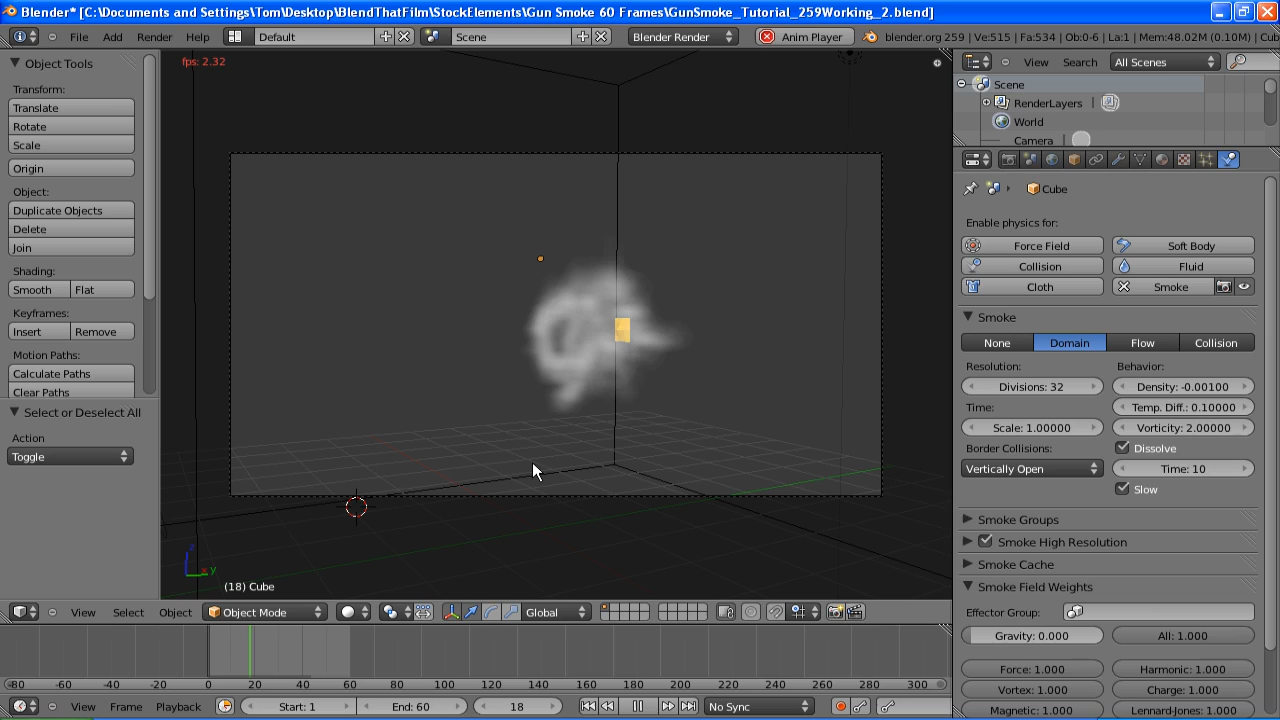 Blender* [C:\Documents and Settings\Tom\Desktop\BlendThatFilm\StockElements\Gun Smoke 60 Frames\GunSmoke_Tutorial_259Working_2.blend]
File Add Render Help Default Scene Blender Render Anim Player blender.org 259 | Ve:515 | Fa:534 | Ob:0-6 | La:1 | Mem:48.02M (0.10M) | Cub
Object Tools
Transform:
Translate
Rotate
Scale
Origin
Object:
Duplicate Objects
Delete
Join
Shading:
Smooth Flat
Keyframes:
Insert Remove
Motion Paths:
Calculate Paths
Clear Paths
Select or Deselect All
Action
Toggle
fps: 2.32
z
x y
(18) Cube
View Select Object Object Mode Global
View Search All Scenes
Scene
RenderLayers
World
Camera
Cube
Enable physics for:
Force Field Soft Body
Collision Fluid
Cloth Smoke
Smoke
None Domain Flow Collision
Resolution: Behavior:
Divisions: 32 Density: -0.00100
Time: Temp. Diff.: 0.10000
Scale: 1.00000 Vorticity: 2.00000
Border Collisions: Dissolve
Vertically Open Time: 10
Slow
Smoke Groups
Smoke High Resolution
Smoke Cache
Smoke Field Weights
Effector Group:
Gravity: 0.000 All: 1.000
Force: 1.000 Harmonic: 1.000
Vortex: 1.000 Charge: 1.000
Magnetic: 1.000 Lennard-Jones: 1.000
-80 -60 -40 -20 0 20 40 60 80 100 120 140 160 180 200 220 240 260 280 300
View Frame Playback Start: 1 End: 60 18 No Sync